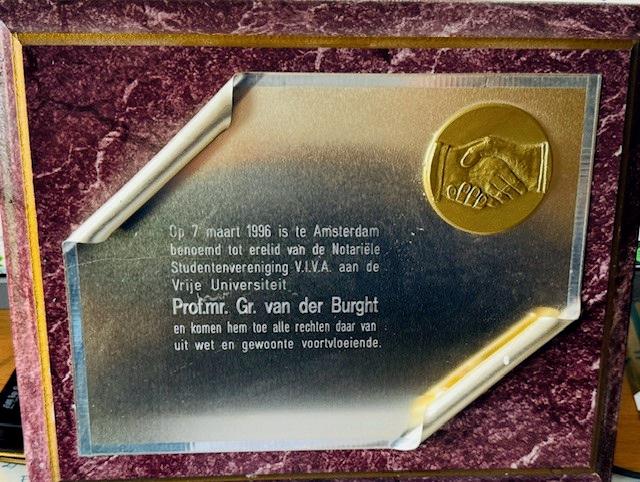 Op 7 maart 1996 is te Amsterdam
benoemd tot erelid van de Notariële
Studentenvereniging V.I.V.A. aan de
Vrije Universiteit
Prof.mr. Gr. van der Burght
en komen hem toe alle rechten daar van
uit wet en gewoonte voortvloeiende.